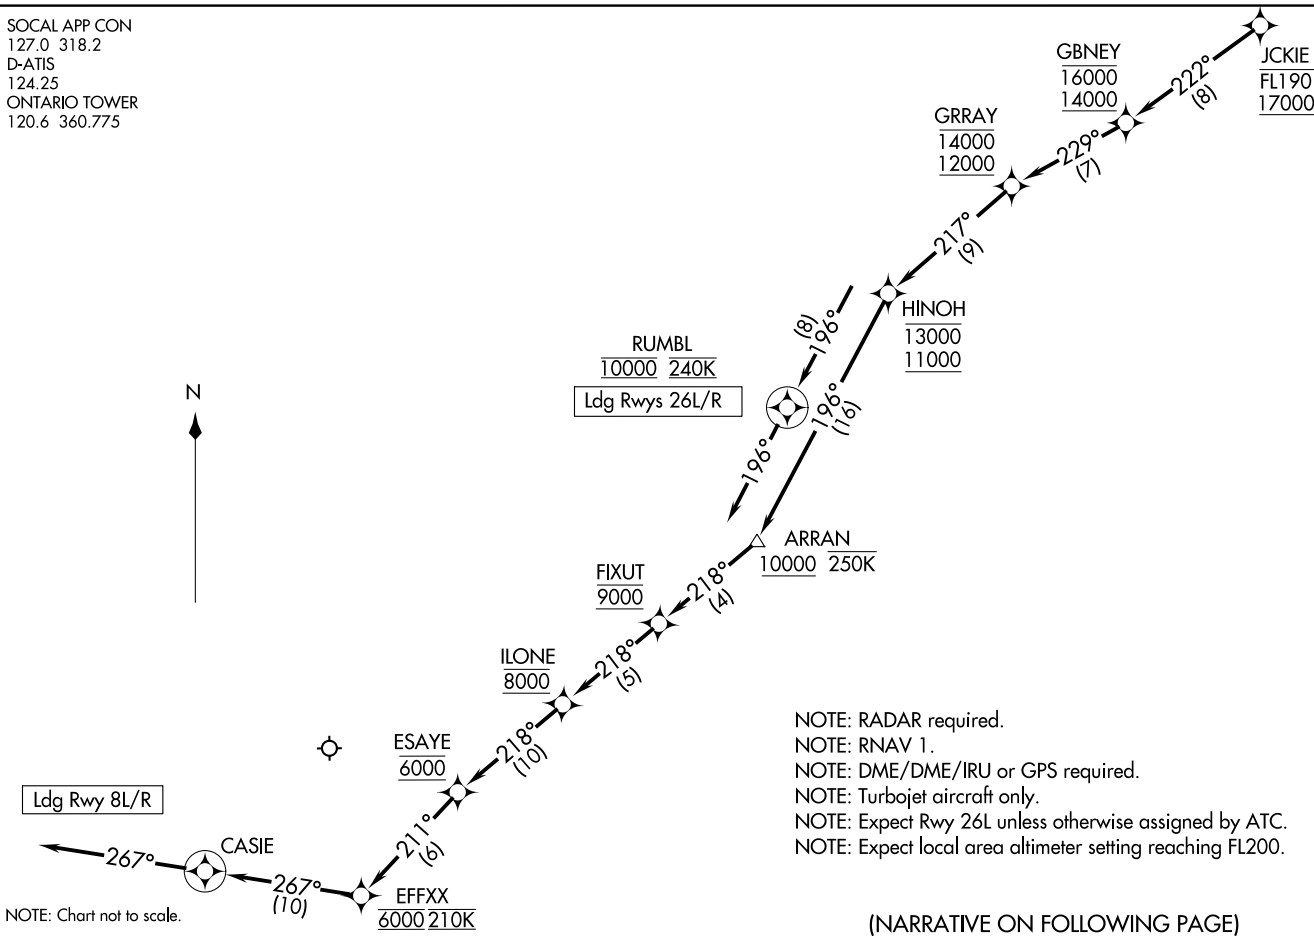 SOCAL APP CON
127.0 318.2
D-ATIS
124.25
ONTARIO TOWER
120.6 360.775
JCKIE
FL190
17000
222°
(8)
GBNEY
16000
14000
229°
(7)
GRRAY
14000
12000
217°
(9)
HINOH
13000
11000
(8)
196°
RUMBL
10000 240K
Ldg Rwys 26L/R
196°
(16)
196°
N
ARRAN
10000 250K
218°
(4)
FIXUT
9000
218°
(5)
ILONE
8000
218°
(10)
ESAYE
6000
211°
(6)
EFFXX
6000 210K
267°
(10)
CASIE
267°
Ldg Rwy 8L/R
NOTE: RADAR required.
NOTE: RNAV 1.
NOTE: DME/DME/IRU or GPS required.
NOTE: Turbojet aircraft only.
NOTE: Expect Rwy 26L unless otherwise assigned by ATC.
NOTE: Expect local area altimeter setting reaching FL200.
NOTE: Chart not to scale.
(NARRATIVE ON FOLLOWING PAGE)